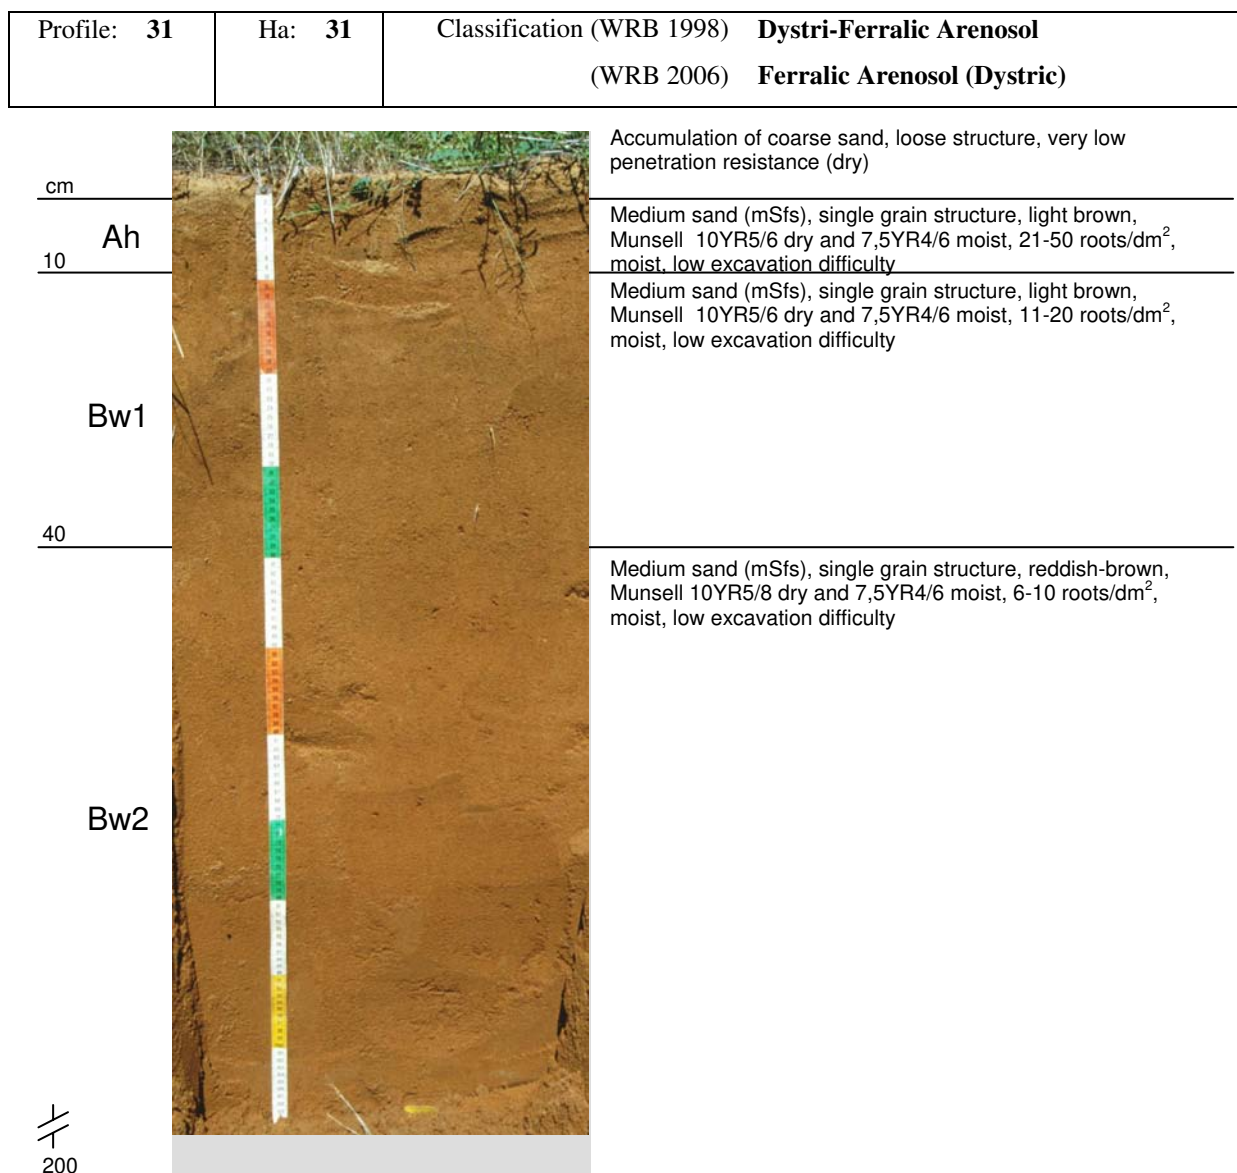 Profile: 31 Ha: 31 Classification (WRB 1998) Dystri-Ferralic Arenosol
(WRB 2006) Ferralic Arenosol (Dystric)
Accumulation of coarse sand, loose structure, very low
penetration resistance (dry)
cm
Ah
Medium sand (mSfs), single grain structure, light brown,
Munsell 10YR5/6 dry and 7,5YR4/6 moist, 21-50 roots/dm²,
moist, low excavation difficulty
10
Bw1
Medium sand (mSfs), single grain structure, light brown,
Munsell 10YR5/6 dry and 7,5YR4/6 moist, 11-20 roots/dm²,
moist, low excavation difficulty
40
Bw2
Medium sand (mSfs), single grain structure, reddish-brown,
Munsell 10YR5/8 dry and 7,5YR4/6 moist, 6-10 roots/dm²,
moist, low excavation difficulty
200